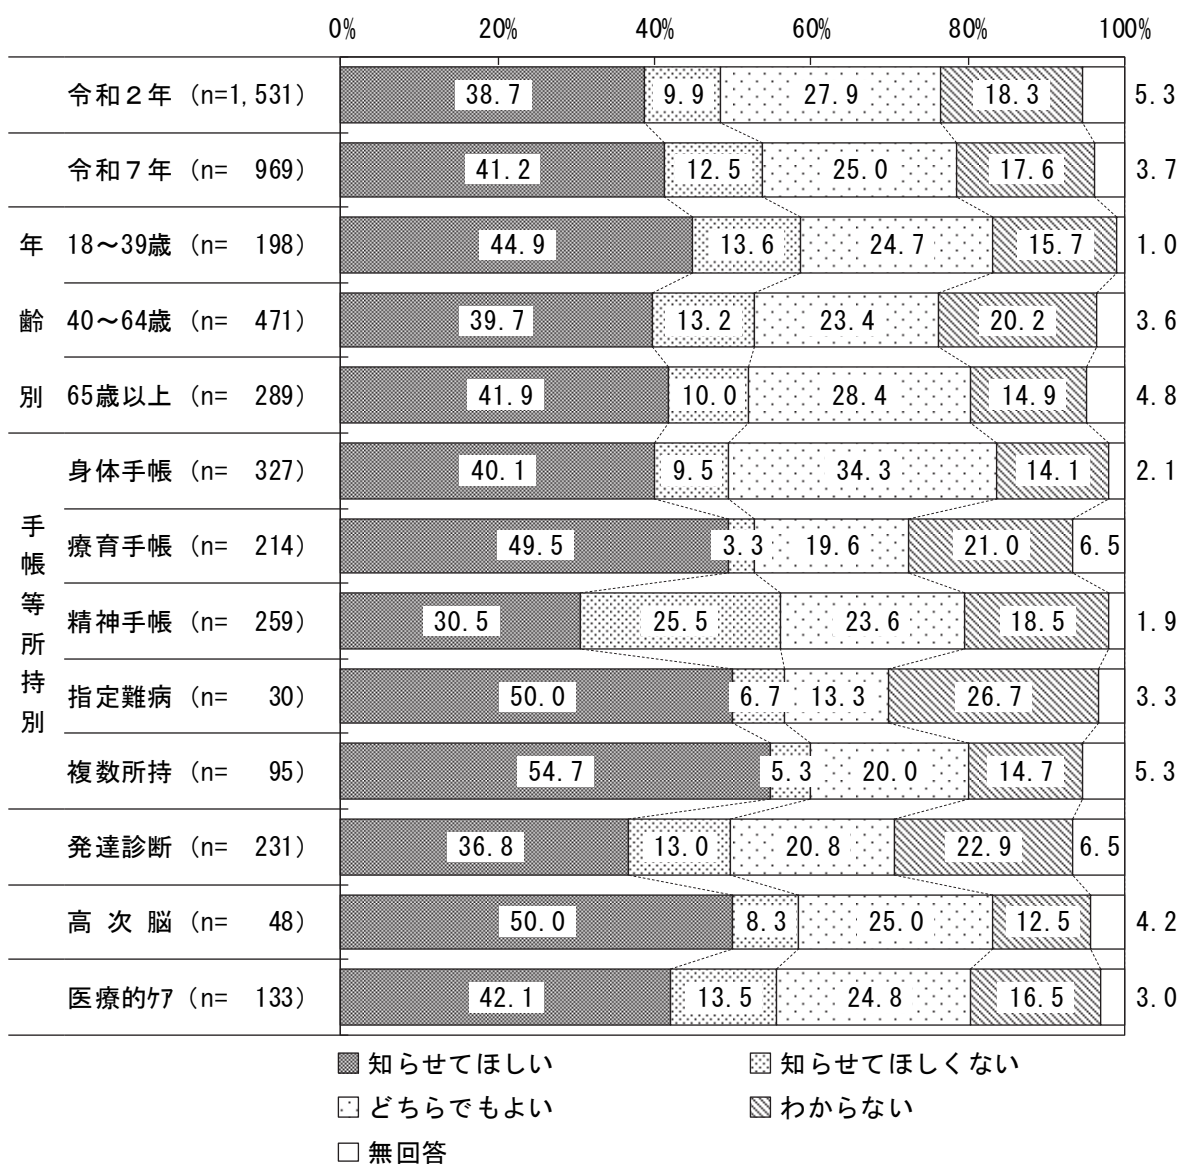 0% 20% 40% 60% 80% 100%
令和２年 (n=1,531) 38.7 9.9 27.9 18.3 5.3
令和７年 (n= 969) 41.2 12.5 25.0 17.6 3.7
年齢別
18～39歳 (n= 198) 44.9 13.6 24.7 15.7 1.0
40～64歳 (n= 471) 39.7 13.2 23.4 20.2 3.6
65歳以上 (n= 289) 41.9 10.0 28.4 14.9 4.8
手帳等所持別
身体手帳 (n= 327) 40.1 9.5 34.3 14.1 2.1
療育手帳 (n= 214) 49.5 3.3 19.6 21.0 6.5
精神手帳 (n= 259) 30.5 25.5 23.6 18.5 1.9
指定難病 (n= 30) 50.0 6.7 13.3 26.7 3.3
複数所持 (n= 95) 54.7 5.3 20.0 14.7 5.3
発達診断 (n= 231) 36.8 13.0 20.8 22.9 6.5
高次脳 (n= 48) 50.0 8.3 25.0 12.5 4.2
医療的ｹｱ (n= 133) 42.1 13.5 24.8 16.5 3.0
知らせてほしい 知らせてほしくない
どちらでもよい わからない
無回答